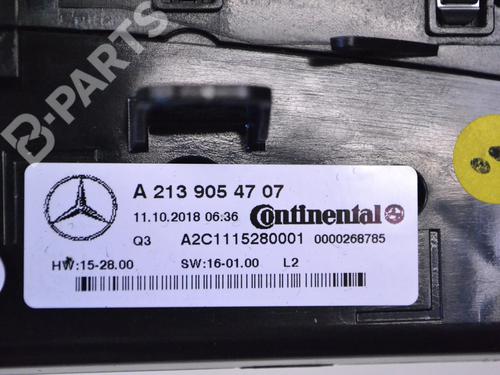 B-PARTS
A 213 905 47 07
11.10.2018 06:36 Continental
Q3 A2C1115280001 0000268785
HW:15-28.00 SW:16-01.00 L2